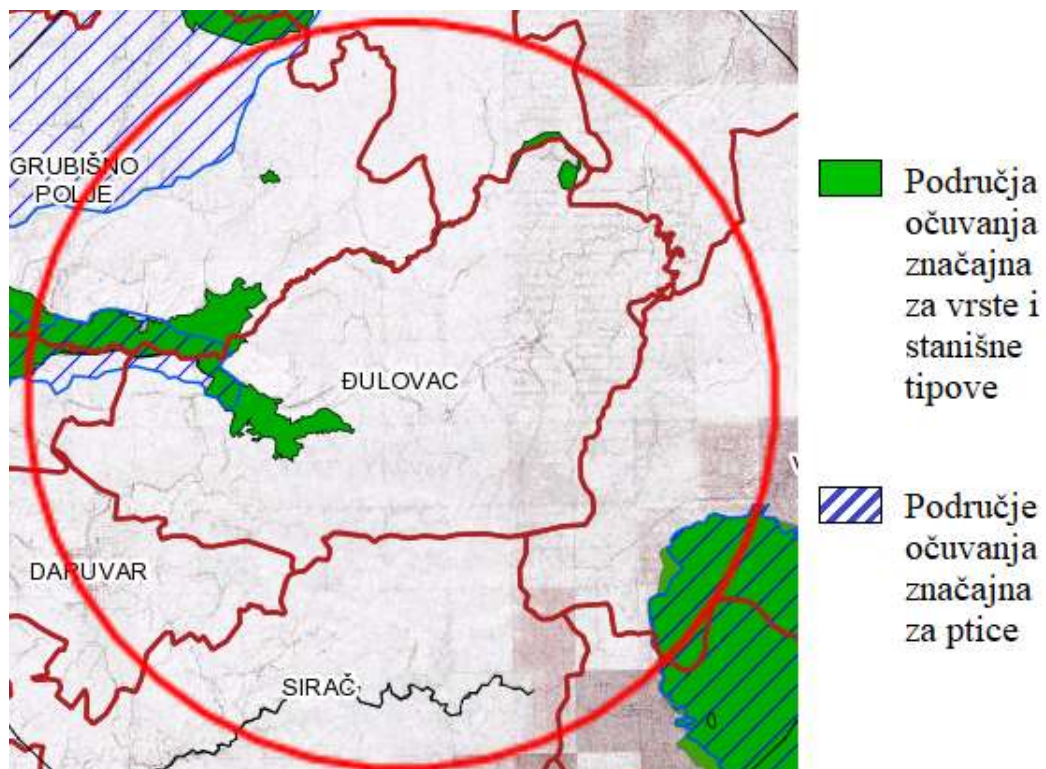 GRUBIŠNO
POLJE
ĐULOVAC
DARUVAR
SIRAČ
Područja
očuvanja
značajna
za vrste i
stanišne
tipove
Područje
očuvanja
značajna
za ptice